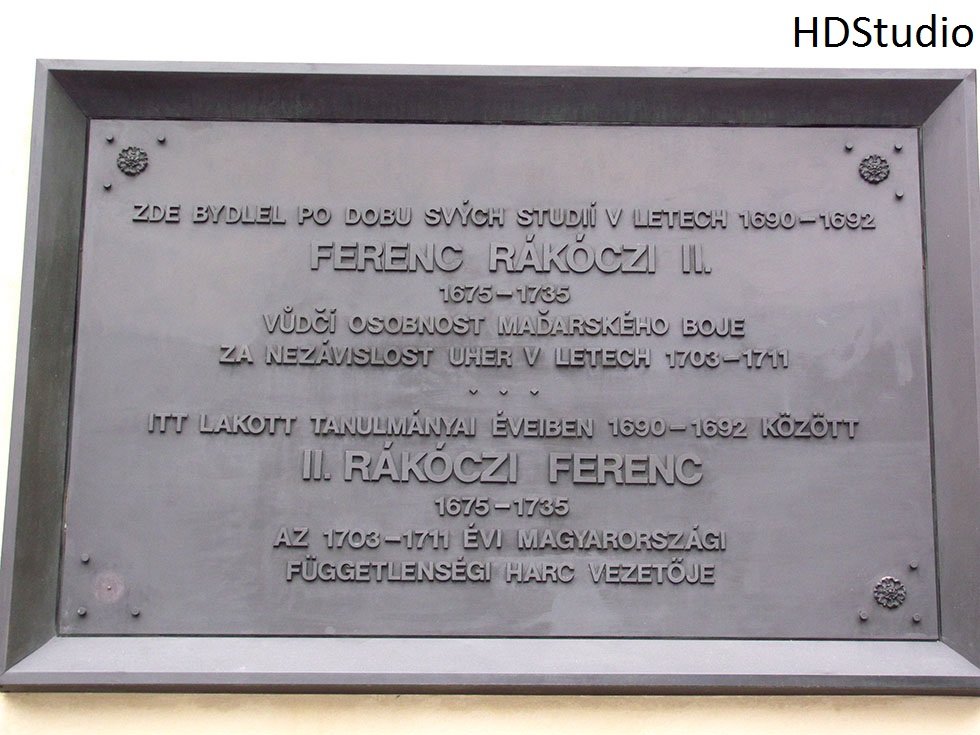 HDStudio
ZDE BYDLEL PO DOBU SVÝCH STUDIÍ V LETECH 1690-1692
FERENC RÁKÓCZI II.
1675-1735
VŮDČÍ OSOBNOST MAĎARSKÉHO BOJE
ZA NEZÁVISLOST UHER V LETECH 1703-1711
ITT LAKOTT TANULMÁNYAI ÉVEIBEN 1690-1692 KÖZÖTT
II. RÁKÓCZI FERENC
1675-1735
AZ 1703-1711 ÉVI MAGYARORSZÁGI
FÜGGETLENSÉGI HARC VEZETŐJE